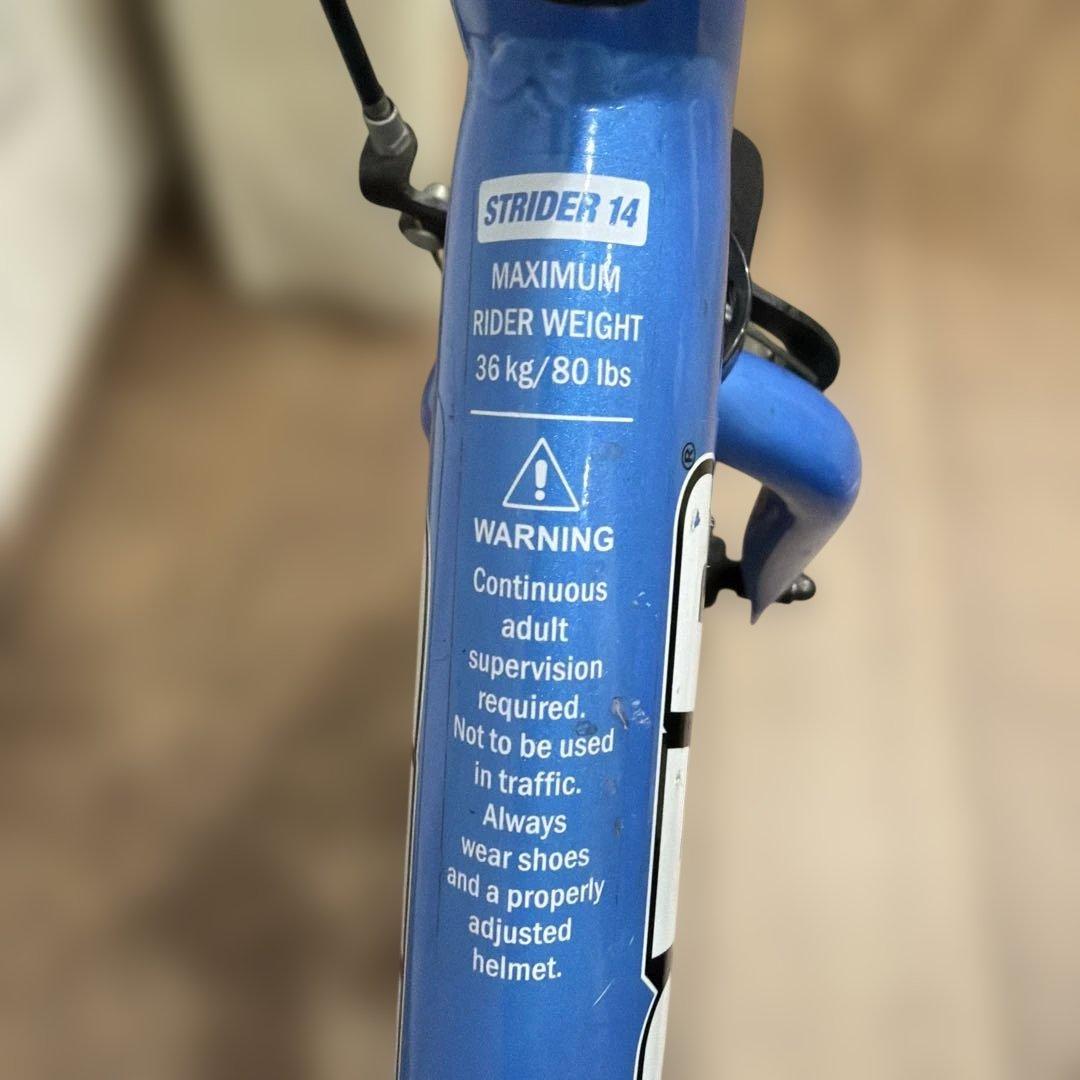 STRIDER 14
MAXIMUM
RIDER WEIGHT
36 kg/80 lbs
WARNING
Continuous
adult
supervision
required.
Not to be used
in traffic.
Always
wear shoes
and a properly
adjusted
helmet.
®